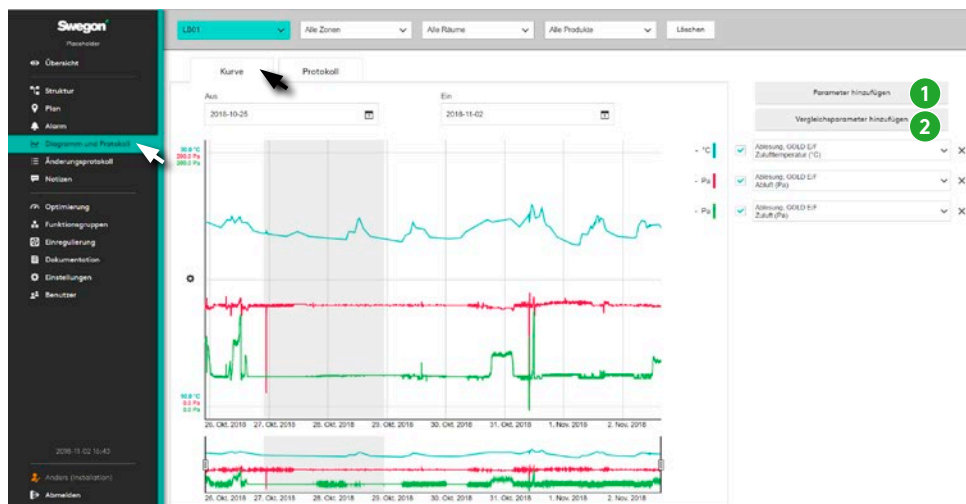 Swegon
Placeholder
Übersicht
Struktur
Plan
Alarm
Diagramm und Protokoll
Änderungsprotokoll
Notizen
Optimierung
Funktionsgruppen
Einregulierung
Dokumentation
Einstellungen
Benutzer
2018-11-02 10:43
Anders (Installation)
Abmelden
LB01
Alle Zonen
Alle Räume
Alle Produkte
Löschen
Kurve
Protokoll
Aus
Ein
2018-10-25
2018-11-02
Parameter hinzufügen
1
Vergleichsparameter hinzufügen
2
- °C
Ablesung, GOLD E/F
Zulufttemperatur (°C)
- Pa
Ablesung, GOLD E/F
Abluft (Pa)
- Pa
Ablesung, GOLD E/F
Zuluft (Pa)
30.0 °C
200.0 Pa
200.0 Pa
10.0 °C
0.0 Pa
0.0 Pa
26. Okt. 2018
27. Okt. 2018
28. Okt. 2018
29. Okt. 2018
30. Okt. 2018
31. Okt. 2018
1. Nov. 2018
2. Nov. 2018
26. Okt. 2018
27. Okt. 2018
28. Okt. 2018
29. Okt. 2018
30. Okt. 2018
31. Okt. 2018
1. Nov. 2018
2. Nov. 2018